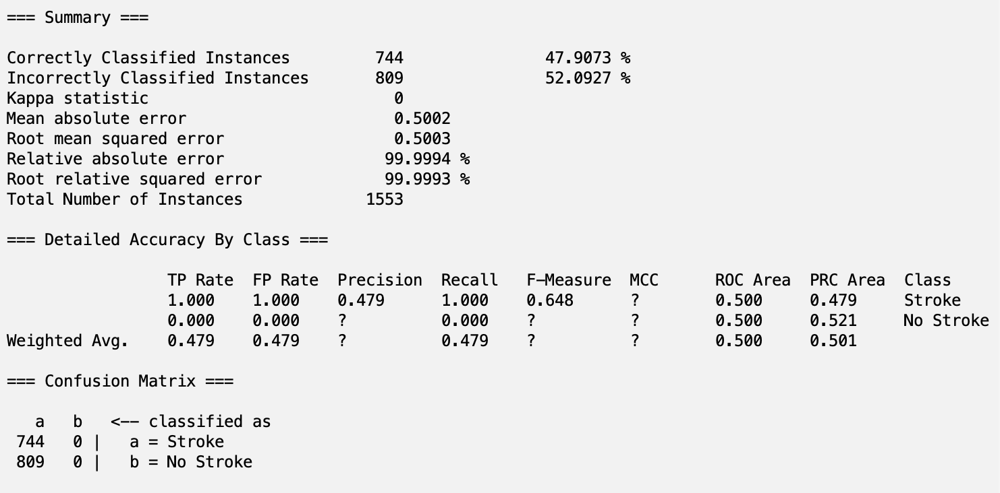 === Summary ===
Correctly Classified Instances 744 47.9073 %
Incorrectly Classified Instances 809 52.0927 %
Kappa statistic 0
Mean absolute error 0.5002
Root mean squared error 0.5003
Relative absolute error 99.9994 %
Root relative squared error 99.9993 %
Total Number of Instances 1553
=== Detailed Accuracy By Class ===
TP Rate FP Rate Precision Recall F-Measure MCC ROC Area PRC Area Class
1.000 1.000 0.479 1.000 0.648 ? 0.500 0.479 Stroke
0.000 0.000 ? 0.000 ? ? 0.500 0.521 No Stroke
Weighted Avg. 0.479 0.479 ? 0.479 ? ? 0.500 0.501
=== Confusion Matrix ===
a b <-- classified as
744 0 | a = Stroke
809 0 | b = No Stroke